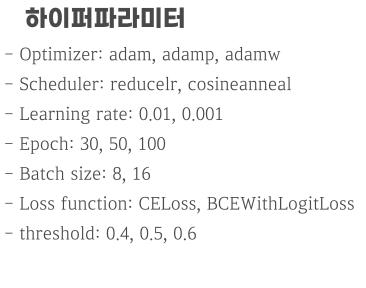 하이퍼파라미터
- Optimizer: adam, adamp, adamw
- Scheduler: reducelr, cosineanneal
- Learning rate: 0.01, 0.001
- Epoch: 30, 50, 100
- Batch size: 8, 16
- Loss function: CELoss, BCEWithLogitLoss
- threshold: 0.4, 0.5, 0.6